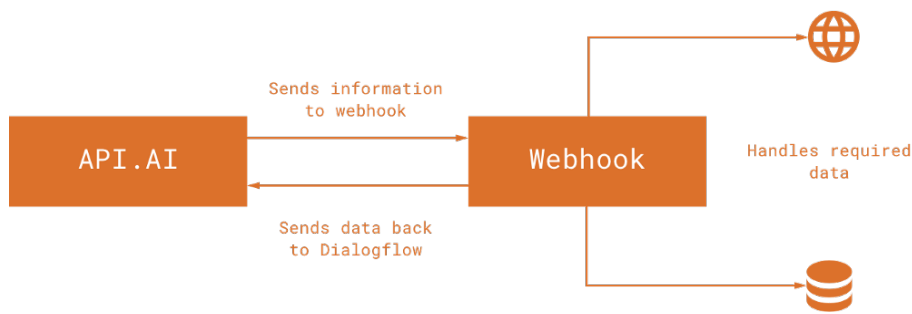 Sends information
to webhook
API.AI
Webhook
Handles required
data
Sends data back
to Dialogflow